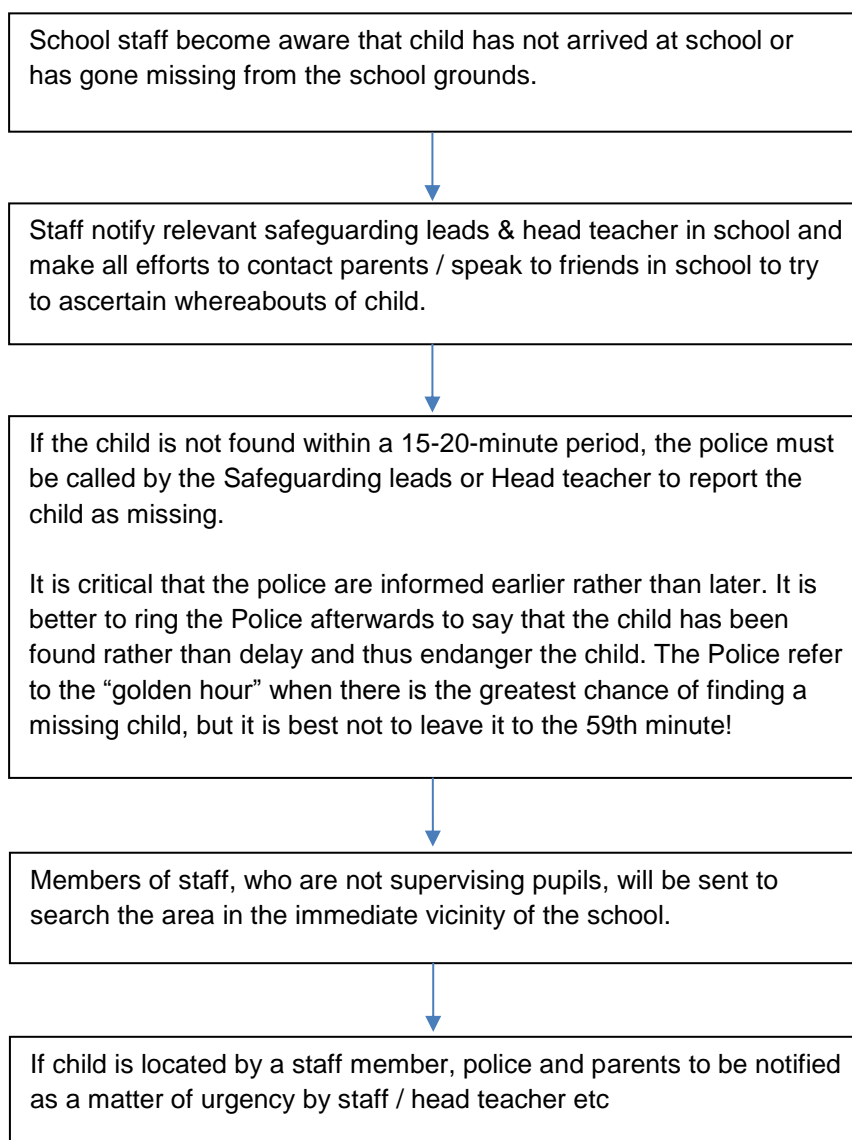 School staff become aware that child has not arrived at school or
has gone missing from the school grounds.
Staff notify relevant safeguarding leads & head teacher in school and
make all efforts to contact parents / speak to friends in school to try
to ascertain whereabouts of child.
If the child is not found within a 15-20-minute period, the police must
be called by the Safeguarding leads or Head teacher to report the
child as missing.
It is critical that the police are informed earlier rather than later. It is
better to ring the Police afterwards to say that the child has been
found rather than delay and thus endanger the child. The Police refer
to the “golden hour” when there is the greatest chance of finding a
missing child, but it is best not to leave it to the 59th minute!
Members of staff, who are not supervising pupils, will be sent to
search the area in the immediate vicinity of the school.
If child is located by a staff member, police and parents to be notified
as a matter of urgency by staff / head teacher etc